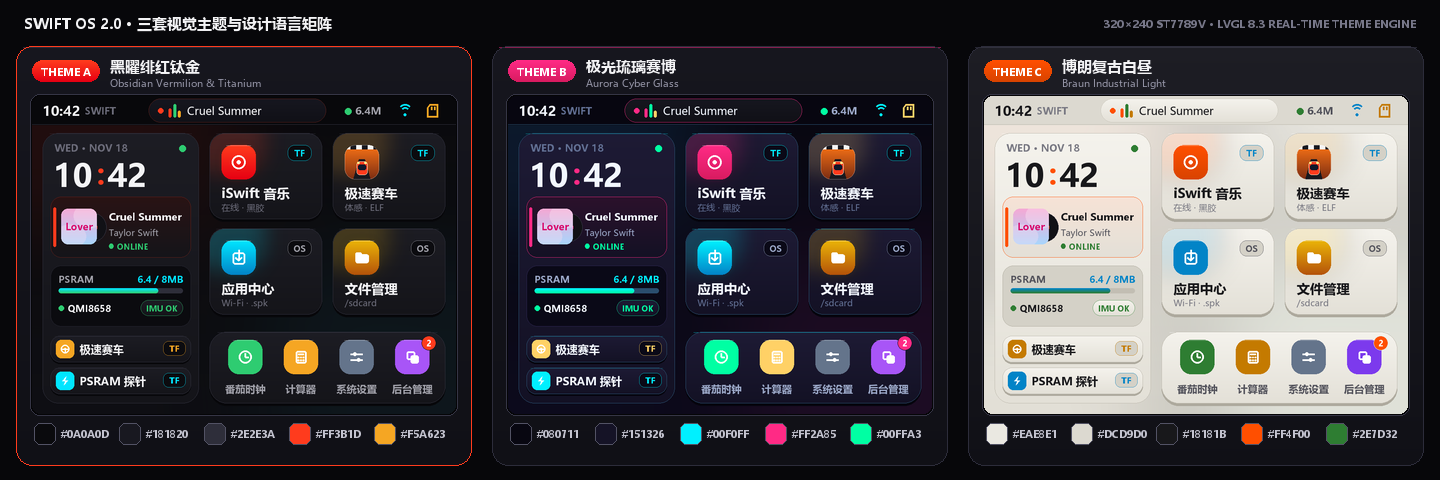 SWIFT OS 2.0 • 三套视觉主题与设计语言矩阵
320×240 ST7789V • LVGL 8.3 REAL-TIME THEME ENGINE
THEME A
黑曜绯红钛金
Obsidian Vermilion & Titanium
10:42 SWIFT
Cruel Summer
6.4M
WED • NOV 18
10:42
Lover
Cruel Summer
Taylor Swift
ONLINE
PSRAM 6.4 / 8MB
QMI8658 IMU OK
极速赛车 TF
PSRAM 探针 TF
TF
iSwift 音乐
在线 · 黑胶
TF
极速赛车
体感 · ELF
OS
应用中心
Wi-Fi · .spk
OS
文件管理
/sdcard
2
番茄时钟 计算器 系统设置 后台管理
#0A0A0D #181820 #2E2E3A #FF3B1D #F5A623
THEME B
极光琉璃赛博
Aurora Cyber Glass
10:42 SWIFT
Cruel Summer
6.4M
WED • NOV 18
10:42
Lover
Cruel Summer
Taylor Swift
ONLINE
PSRAM 6.4 / 8MB
QMI8658 IMU OK
极速赛车 TF
PSRAM 探针 TF
TF
iSwift 音乐
在线 · 黑胶
TF
极速赛车
体感 · ELF
OS
应用中心
Wi-Fi · .spk
OS
文件管理
/sdcard
2
番茄时钟 计算器 系统设置 后台管理
#080711 #151326 #00F0FF #FF2A85 #00FFA3
THEME C
博朗复古白昼
Braun Industrial Light
10:42 SWIFT
Cruel Summer
6.4M
WED • NOV 18
10:42
Lover
Cruel Summer
Taylor Swift
ONLINE
PSRAM 6.4 / 8MB
QMI8658 IMU OK
极速赛车 TF
PSRAM 探针 TF
TF
iSwift 音乐
在线 · 黑胶
TF
极速赛车
体感 · ELF
OS
应用中心
Wi-Fi · .spk
OS
文件管理
/sdcard
2
番茄时钟 计算器 系统设置 后台管理
#EAE8E1 #DCD9D0 #18181B #FF4F00 #2E7D32